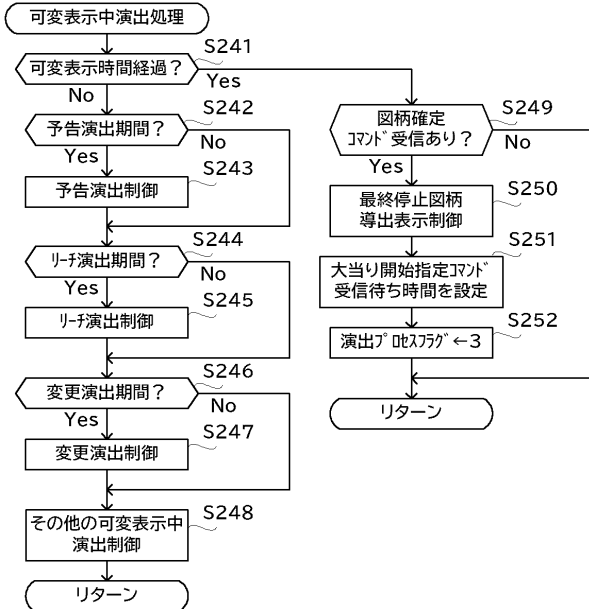 可変表示中演出処理
S241
可変表示時間経過？
Yes
No
S242
予告演出期間？
No
Yes
S243
予告演出制御
S244
ﾘｰﾁ演出期間？
No
Yes
S245
ﾘｰﾁ演出制御
S246
変更演出期間？
No
Yes
S247
変更演出制御
S248
その他の可変表示中
演出制御
リターン
S249
図柄確定
ｺﾏﾝﾄﾞ受信あり？
No
Yes
S250
最終停止図柄
導出表示制御
S251
大当り開始指定ｺﾏﾝﾄﾞ
受信待ち時間を設定
S252
演出ﾌﾟﾛｾｽﾌﾗｸﾞ←3
リターン